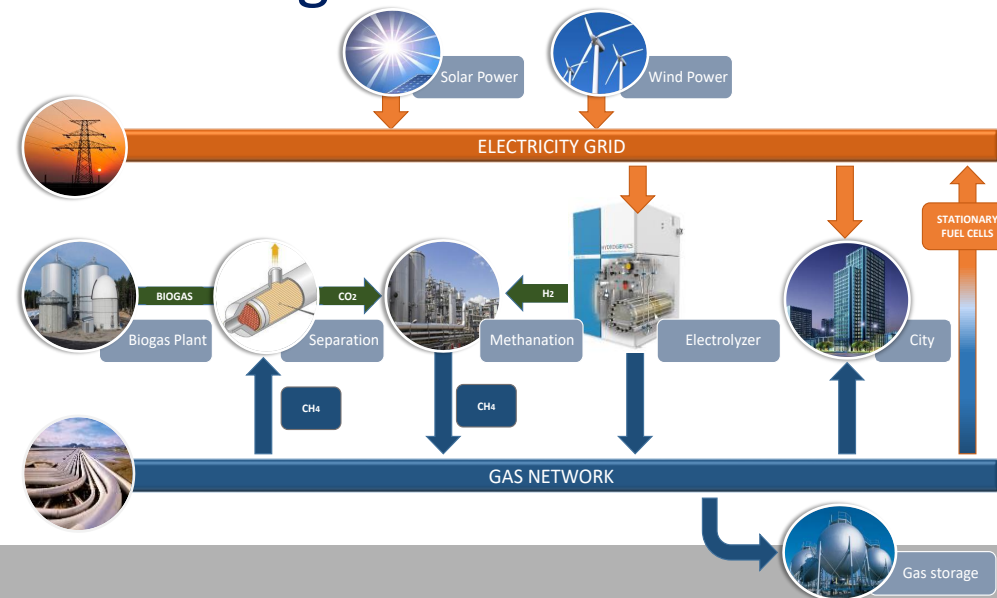 Solar Power
Wind Power
ELECTRICITY GRID
STATIONARY
FUEL CELLS
HYDROGENICS
BIOGAS
CO2
H2
Biogas Plant
Separation
Methanation
Electrolyzer
City
CH4
CH4
GAS NETWORK
Gas storage